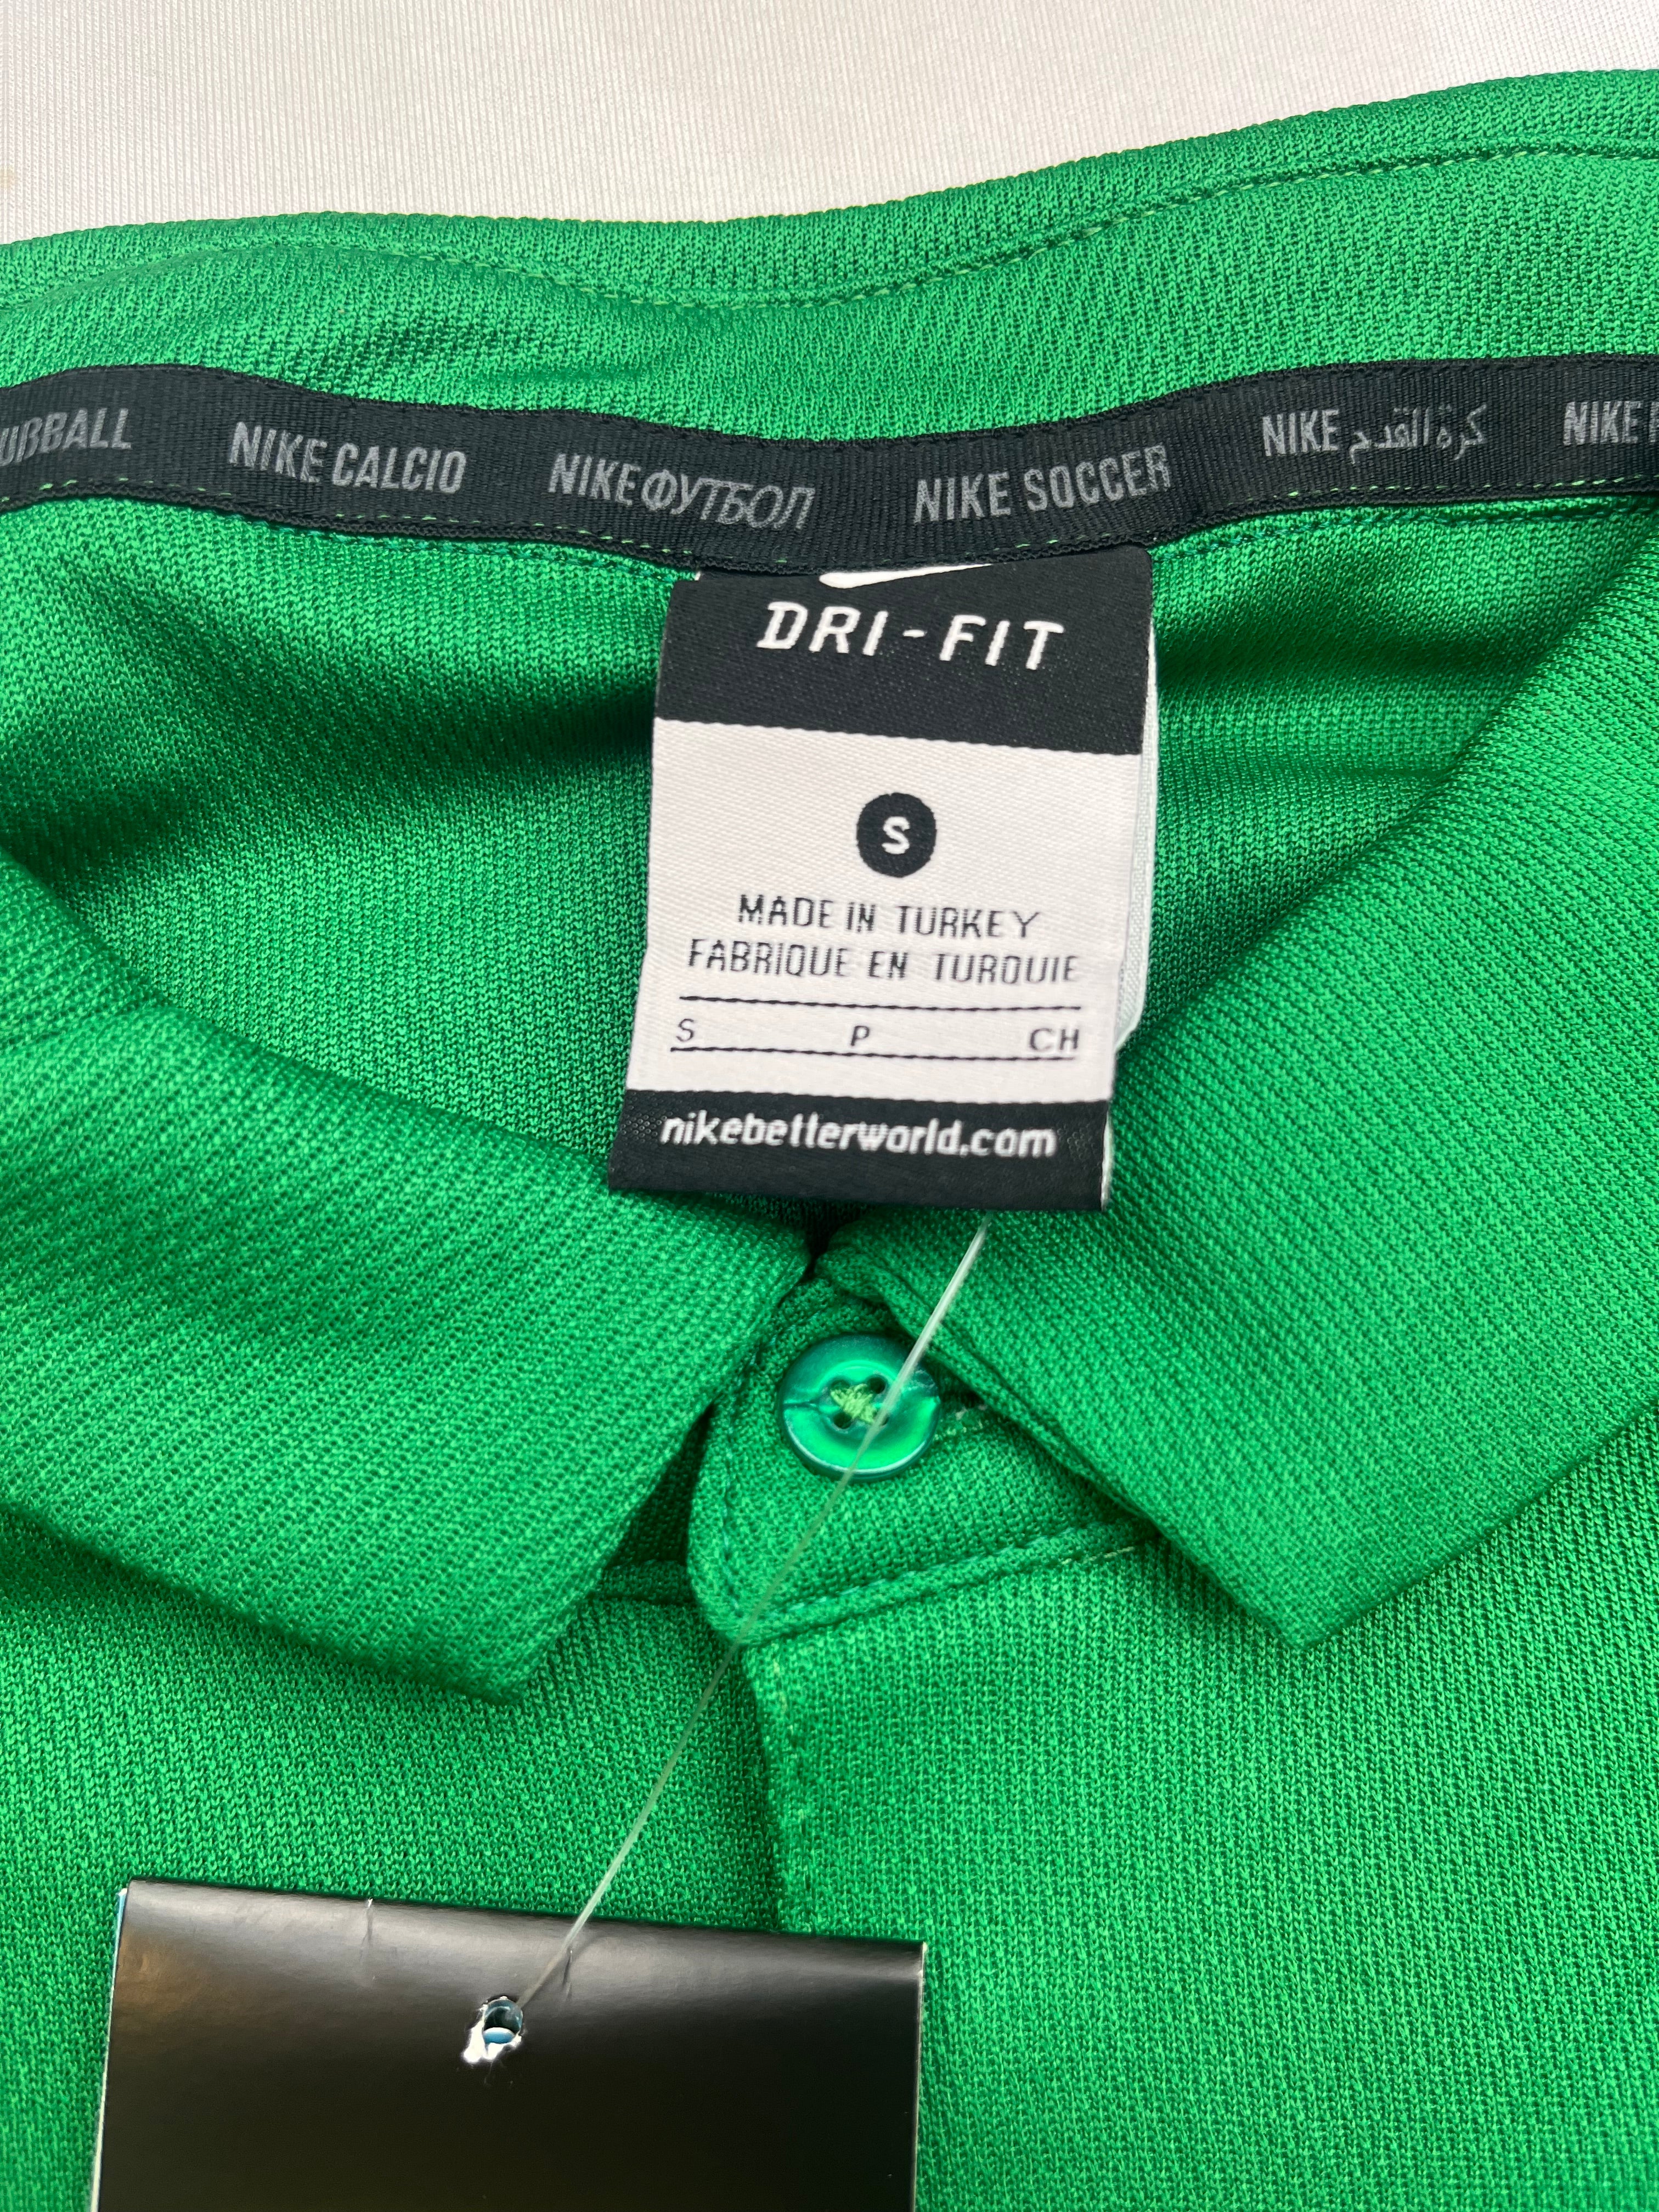 NIKE CALCIO NIKE ФУТБОЛ NIKE SOCCER NIKE كرة القدم NIKE
DRI-FIT
S
MADE IN TURKEY
FABRIQUE EN TURQUIE
S P CH
nikebetterworld.com